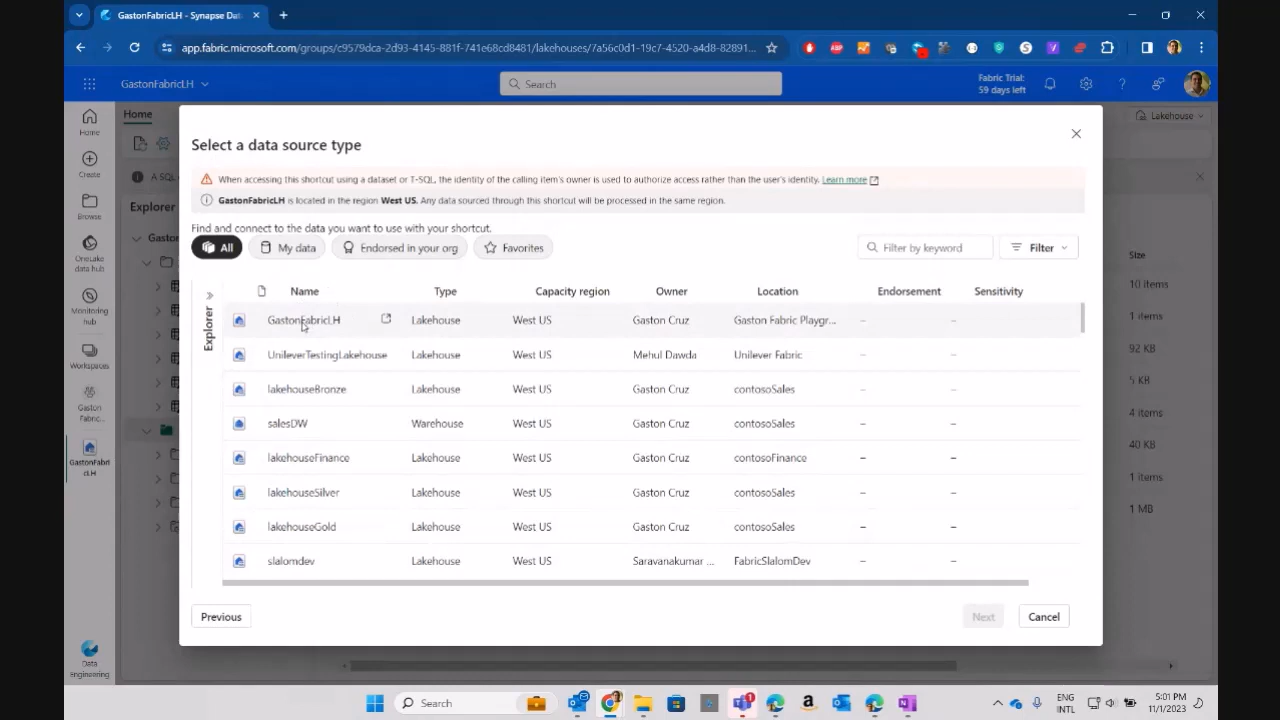 GastonFabricLH - Synapse Dat
app.fabric.microsoft.com/groups/c9579dca-2d93-4145-881f-741e68cd8481/lakehouses/7a56c0d1-19c7-4520-a4d8-82891...
GastonFabricLH
Search
Fabric Trial:
59 days left
Home
Create
Browse
OneLake
data hub
Monitoring
hub
Workspaces
Gaston
Fabric...
GastonFabri
cLH
Data
Engineering
Home
Lakehouse
A SQL
Explorer
Gasto
Size
10 items
1 items
92 KB
5 KB
4 items
40 KB
1 items
1 MB
Select a data source type
When accessing this shortcut using a dataset or T-SQL, the identity of the calling item's owner is used to authorize access rather than the user's identity. Learn more
GastonFabricLH is located in the region West US. Any data sourced through this shortcut will be processed in the same region.
Find and connect to the data you want to use with your shortcut.
All My data Endorsed in your org Favorites Filter by keyword Filter
Explorer
Name Type Capacity region Owner Location Endorsement Sensitivity
GastonFabricLH Lakehouse West US Gaston Cruz Gaston Fabric Playgr... – –
UnileverTestingLakehouse Lakehouse West US Mehul Dawda Unilever Fabric – –
lakehouseBronze Lakehouse West US Gaston Cruz contosoSales – –
salesDW Warehouse West US Gaston Cruz contosoSales – –
lakehouseFinance Lakehouse West US Gaston Cruz contosoFinance – –
lakehouseSilver Lakehouse West US Gaston Cruz contosoSales – –
lakehouseGold Lakehouse West US Gaston Cruz contosoSales – –
slalomdev Lakehouse West US Saravanakumar ... FabricSlalomDev – –
Previous Next Cancel
Search
ENG
INTL
5:01 PM
11/1/2023